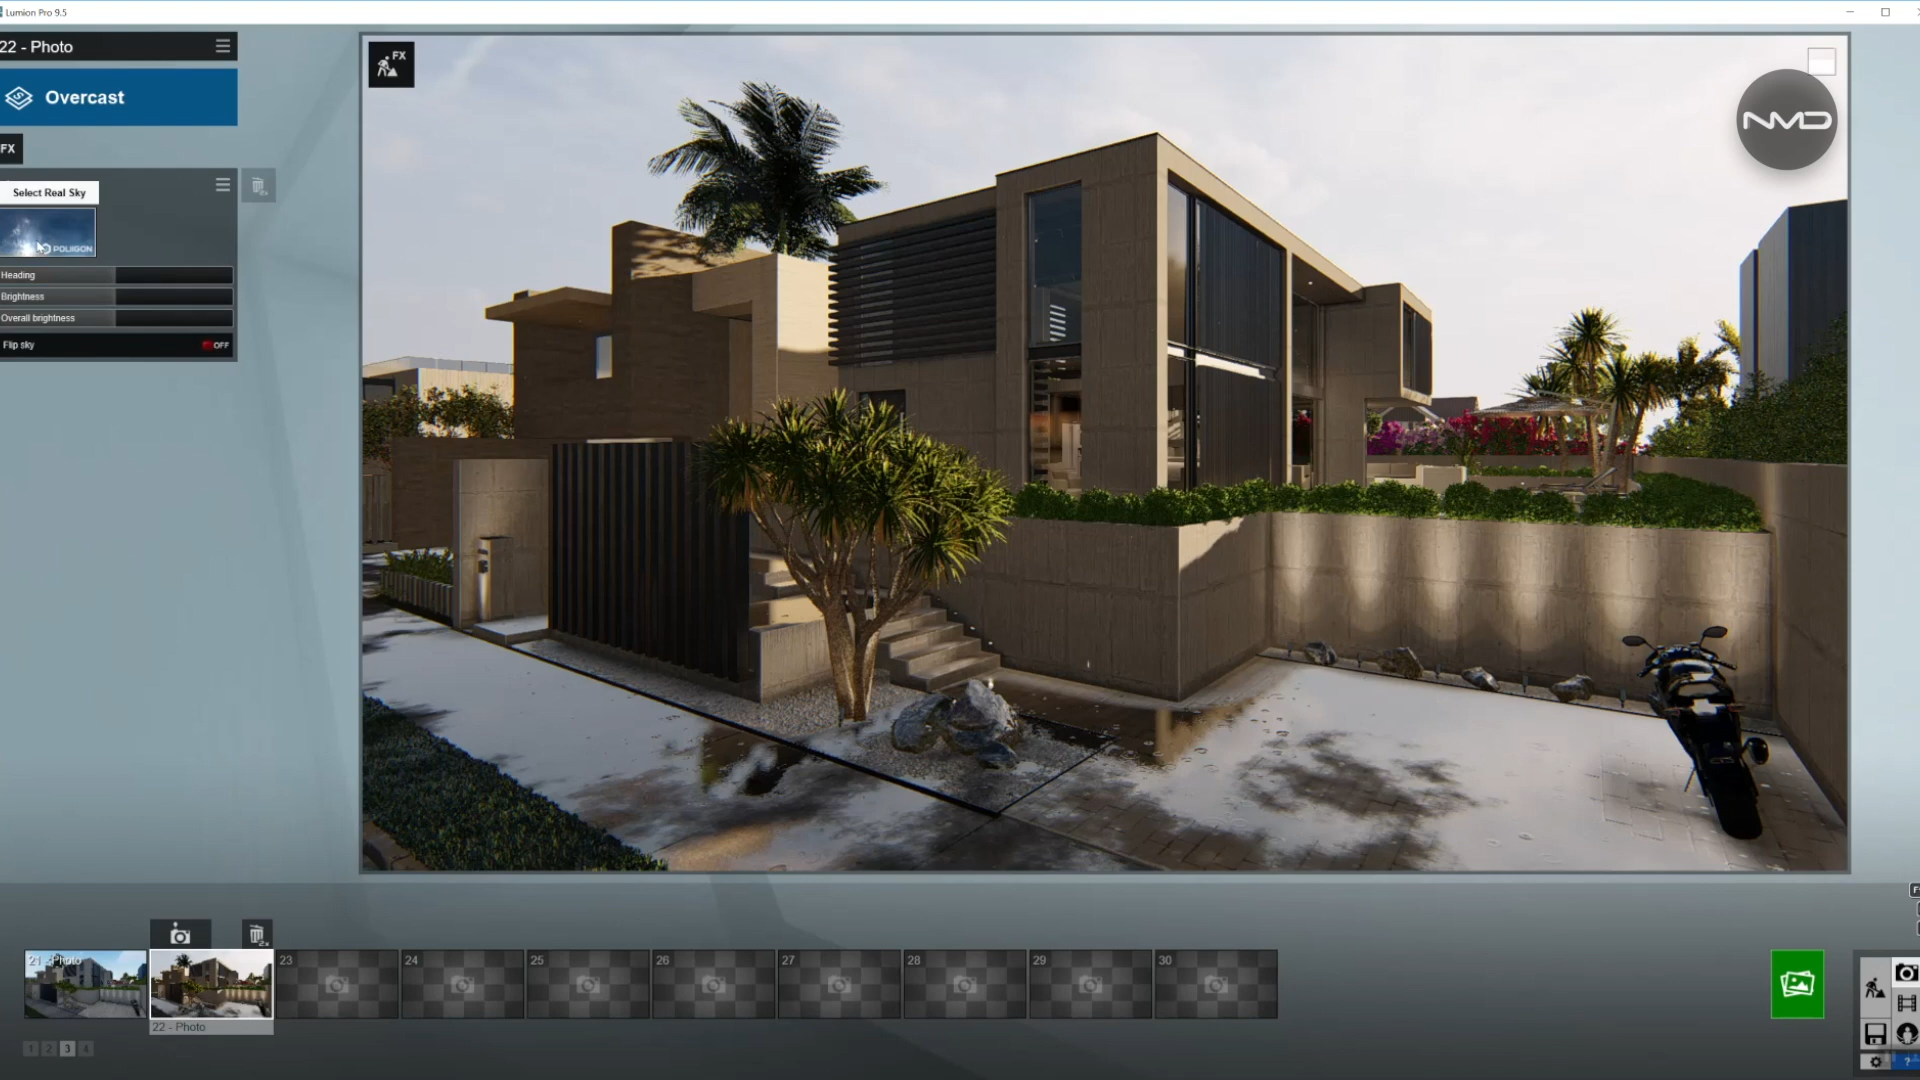 Lumion Pro 9.5
22 - Photo
Overcast
FX
FX
NMD
Select Real Sky
POLIIGON
Heading
Brightness
Overall brightness
Flip sky
OFF
21 - Photo
23
24
25
26
27
28
29
30
22 - Photo
1 2 3 4
?